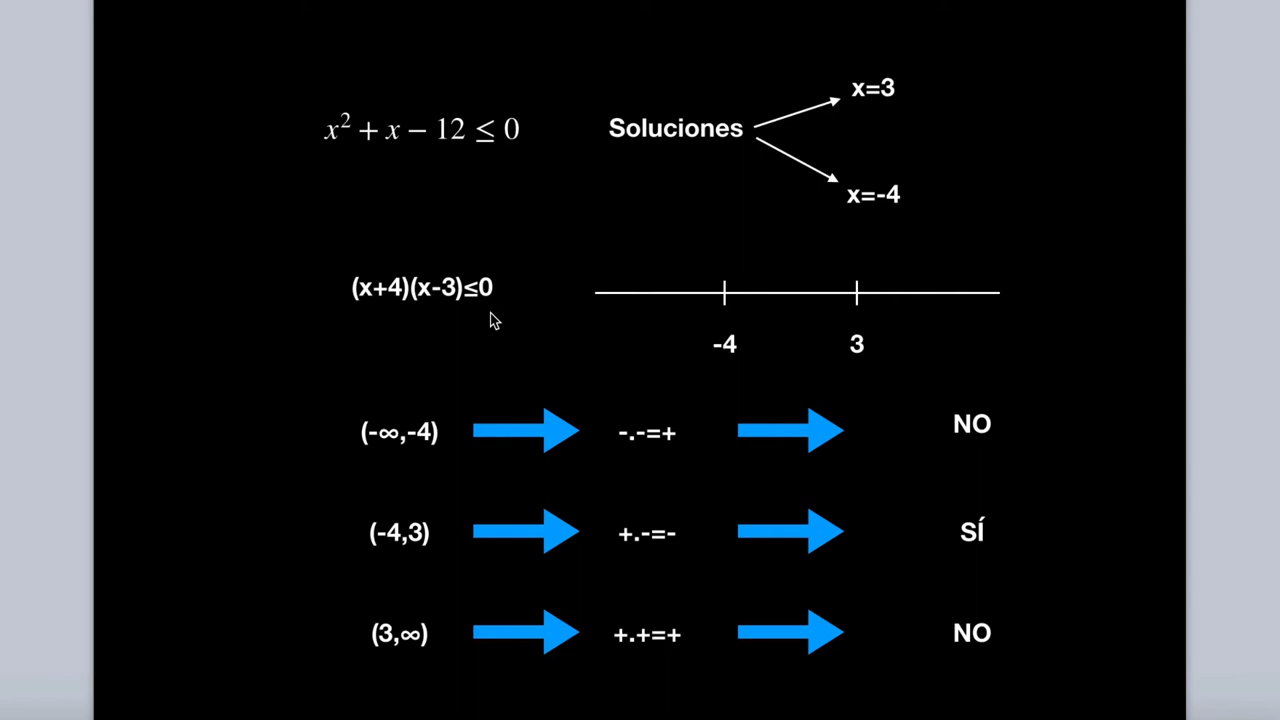 x² + x − 12 ≤ 0
Soluciones
x=3
x=-4
(x+4)(x-3)≤0
-4
3
(-∞,-4)
-.-=+
NO
(-4,3)
+.-=-
SÍ
(3,∞)
+.+=+
NO